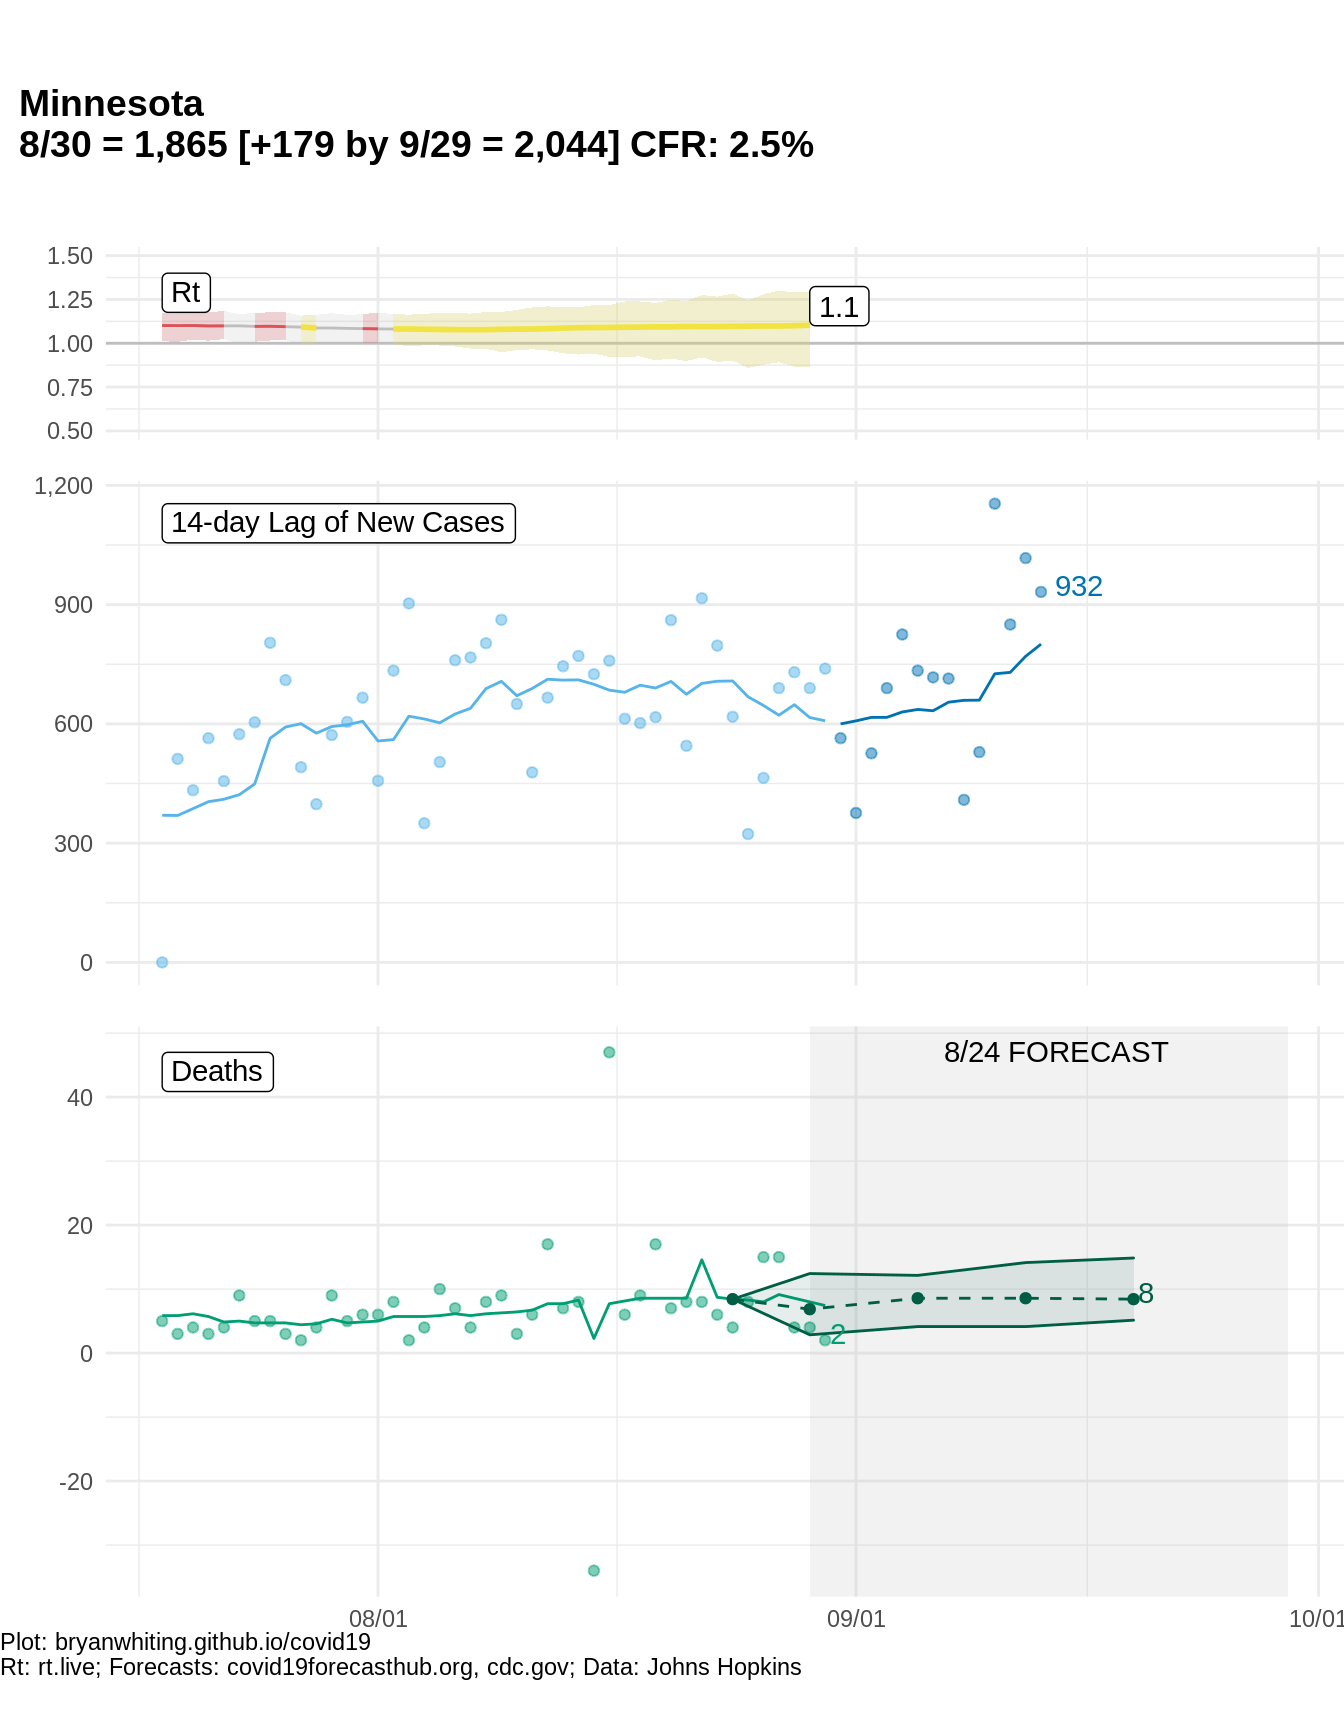 Minnesota
8/30 = 1,865 [+179 by 9/29 = 2,044] CFR: 2.5%
1.50
1.25
1.00
0.75
0.50
Rt
1.1
1,200
900
600
300
0
14-day Lag of New Cases
932
40
20
0
-20
Deaths
8/24 FORECAST
8
2
08/01
09/01
10/01
Plot: bryanwhiting.github.io/covid19
Rt: rt.live; Forecasts: covid19forecasthub.org, cdc.gov; Data: Johns Hopkins